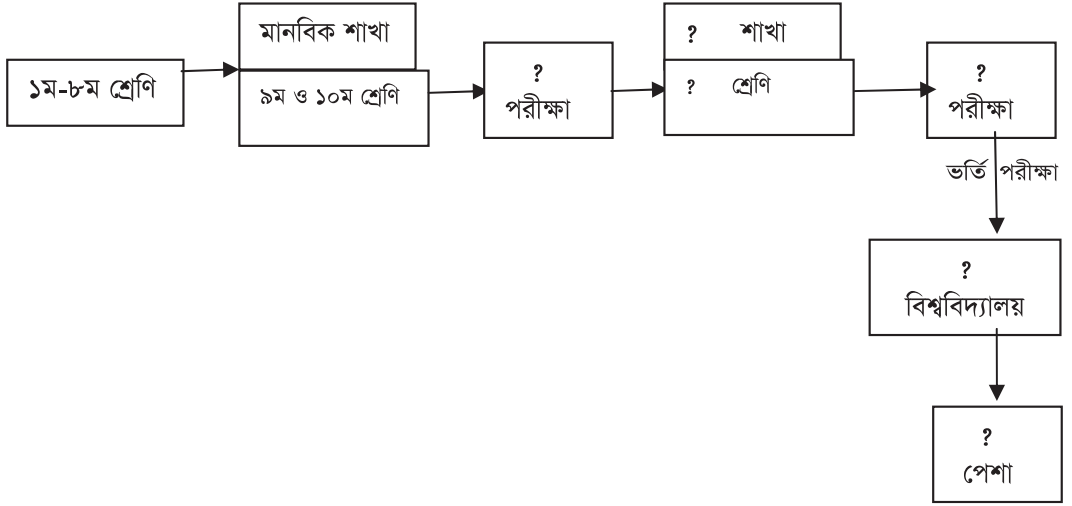 ১ম-৮ম শ্রেণি
মানবিক শাখা
৯ম ও ১০ম শ্রেণি
?
পরীক্ষা
? শাখা
? শ্রেণি
?
পরীক্ষা
ভর্তি পরীক্ষা
?
বিশ্ববিদ্যালয়
?
পেশা